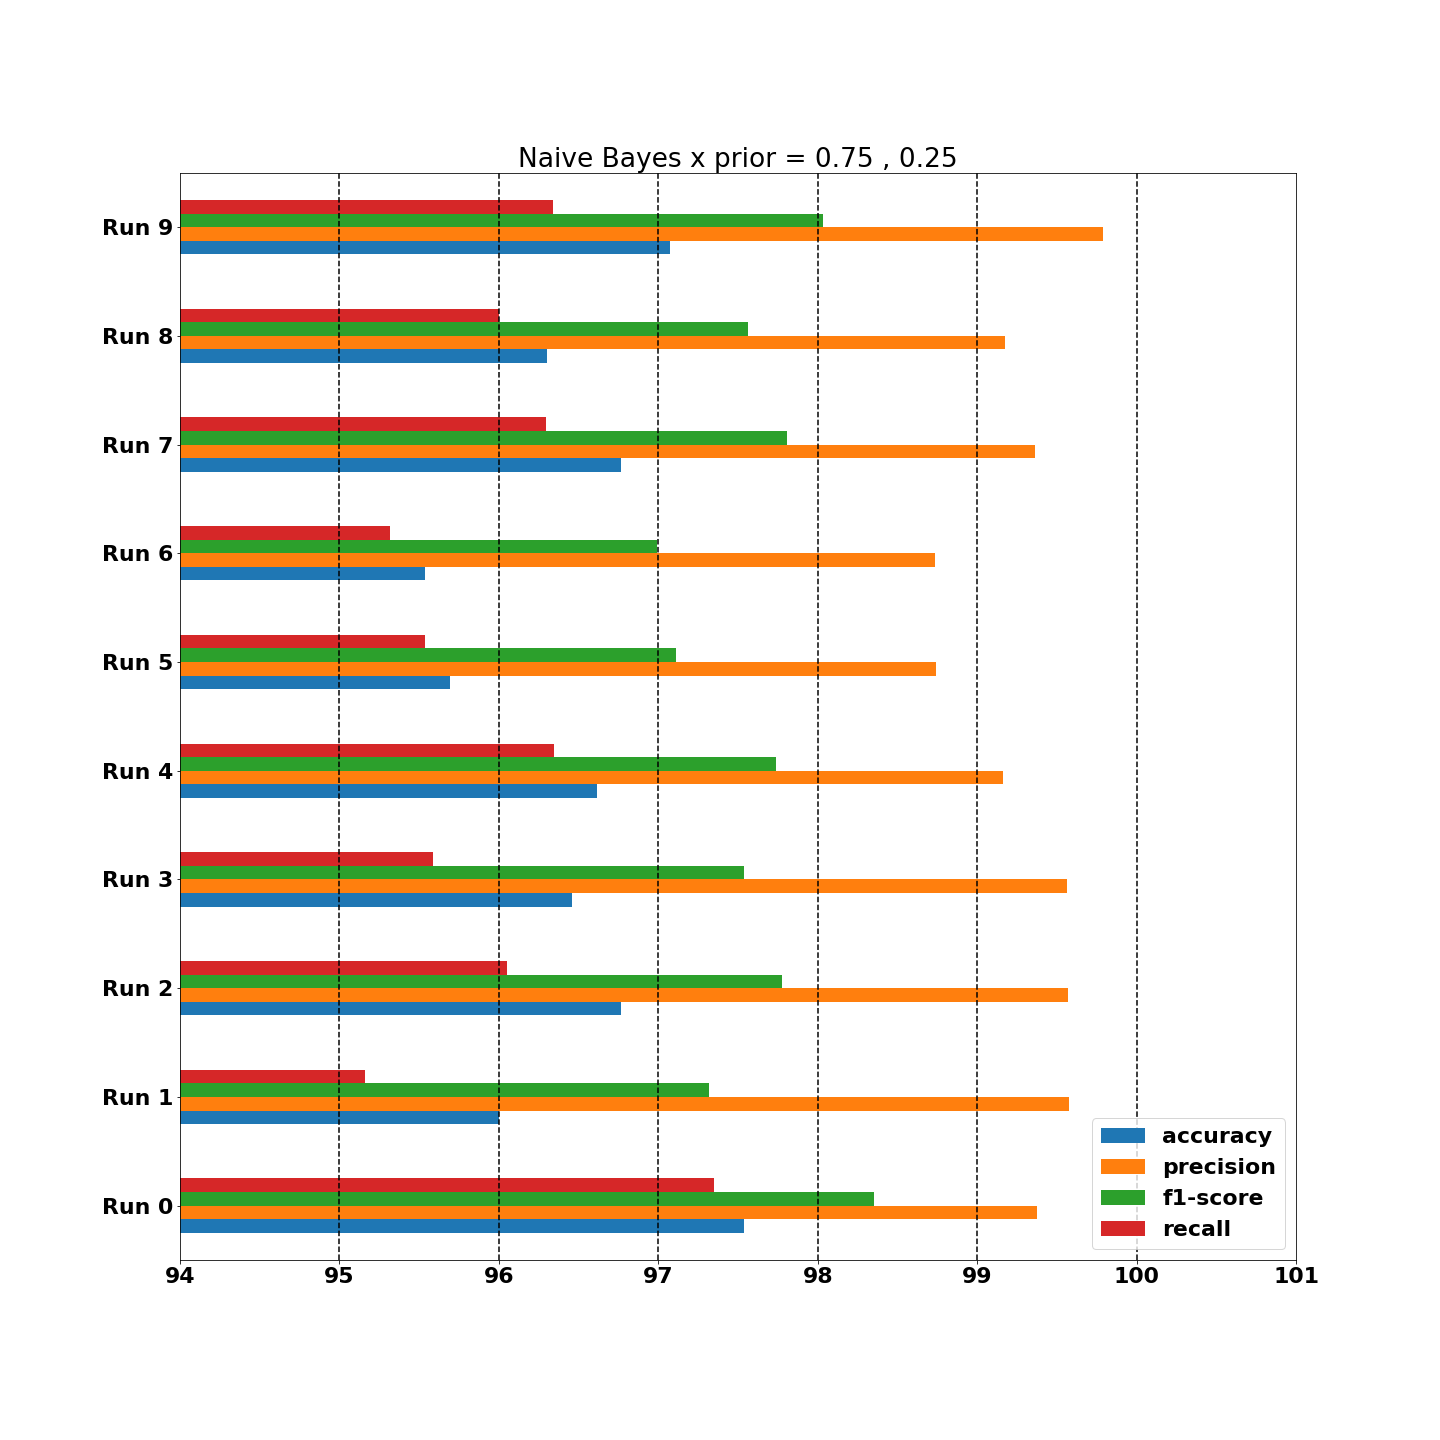 Naive Bayes x prior = 0.75 , 0.25
Run 9
Run 8
Run 7
Run 6
Run 5
Run 4
Run 3
Run 2
Run 1
Run 0
accuracy
precision
f1-score
recall
94 95 96 97 98 99 100 101